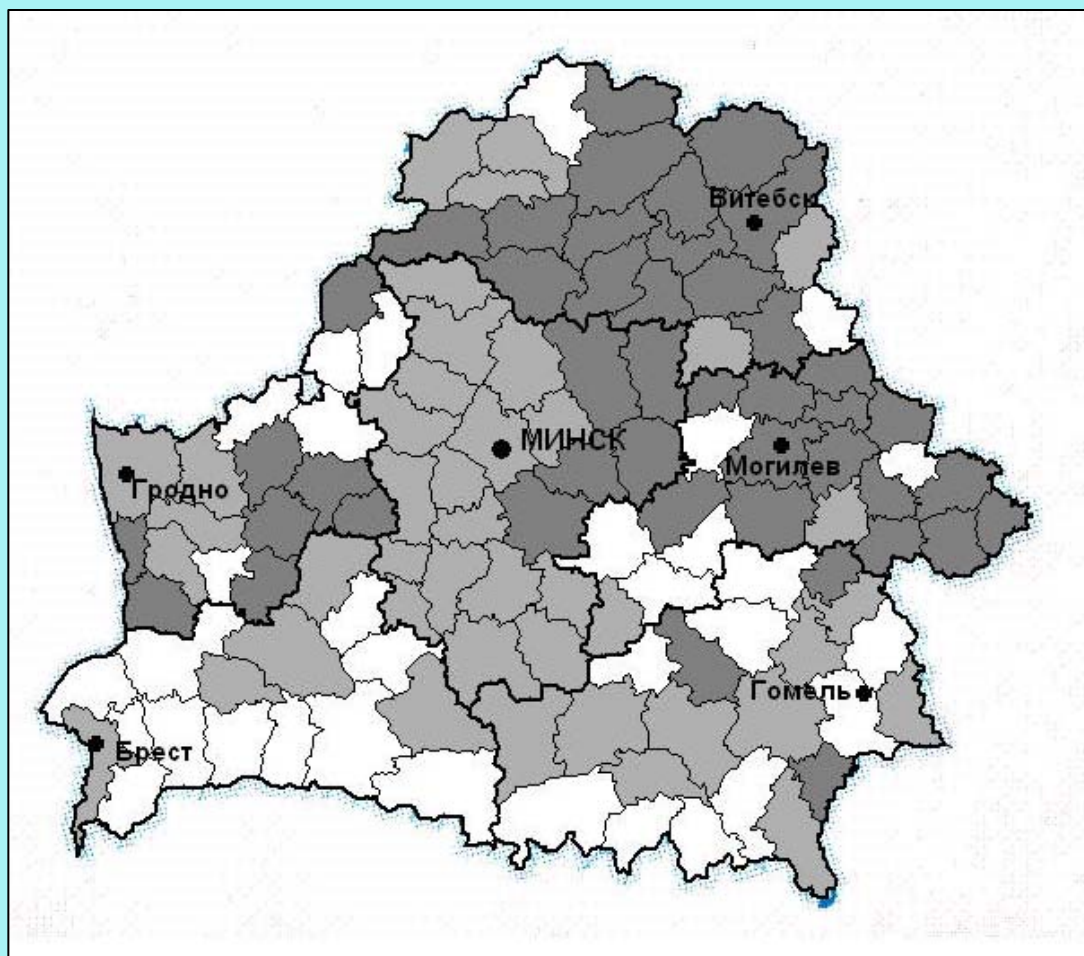 Витебск
МИНСК
Могилев
Гродно
Гомель
Брест